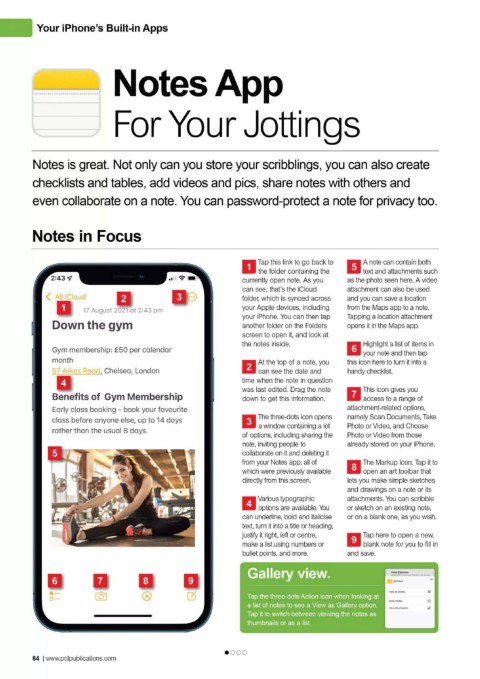 Your iPhone's Built-in Apps
Notes App
For Your Jottings
Notes is great. Not only can you store your scribblings, you can also create
checklists and tables, add videos and pics, share notes with others and
even collaborate on a note. You can password-protect a note for privacy too.
Notes in Focus
2:43
All iCloud
1
2
3
17 August 2021 at 2:43 pm
Down the gym
Gym membership: £50 per calendar
month
57 Arkes Road, Chelsea, London
4
Benefits of Gym Membership
Early class booking - book your favourite
class before anyone else, up to 14 days
rather than the usual 8 days.
5
6 7 8 9
1 Tap this link to go back to
the folder containing the
currently open note. As you
can see, that's the iCloud
folder, which is synced across
your Apple devices, including
your iPhone. You can then tap
another folder on the Folders
screen to open it, and look at
the notes inside.
2 At the top of a note, you
can see the date and
time when the note in question
was last edited. Drag the note
down to get this information.
3 The three-dots icon opens
a window containing a lot
of options, including sharing the
note, inviting people to
collaborate on it and deleting it
from your Notes app; all of
which were previously available
directly from this screen.
4 Various typographic
options are available. You
can underline, bold and italicise
text, turn it into a title or heading,
justify it right, left or centre,
make a list using numbers or
bullet points, and more.
5 A note can contain both
text and attachments such
as the photo seen here. A video
attachment can also be used
and you can save a location
from the Maps app to a note.
Tapping a location attachment
opens it in the Maps app.
6 Highlight a list of items in
your note and then tap
this icon here to turn it into a
handy checklist.
7 This icon gives you
access to a range of
attachment-related options,
namely Scan Documents, Take
Photo or Video, and Choose
Photo or Video from those
already stored on your iPhone.
8 The Markup icon. Tap it to
open an art toolbar that
lets you make simple sketches
and drawings on a note or its
attachments. You can scribble
or sketch on an existing note,
or on a blank one, as you wish.
9 Tap here to open a new,
blank note for you to fill in
and save.
Gallery view.
Tap the three-dots Action icon when looking at
a list of notes to see a View as Gallery option.
Tap it to switch between viewing the notes as
thumbnails or as a list
64 | www.pclpublications.com